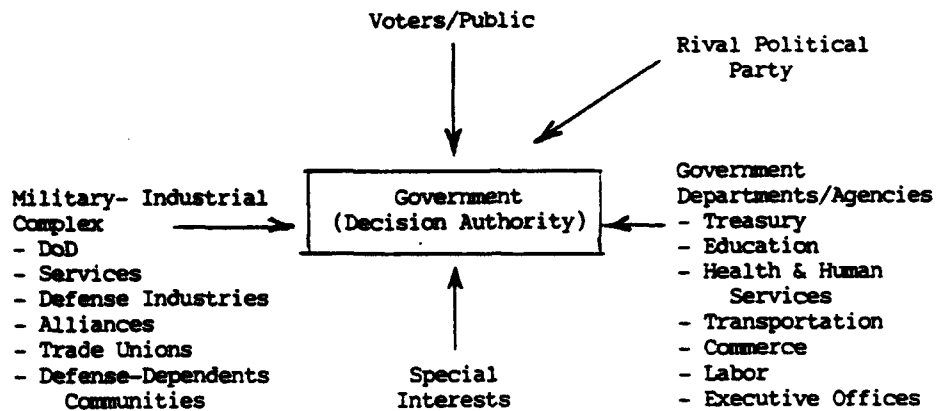 Voters/Public
Rival Political
Party
Government
(Decision Authority)
Military- Industrial
Complex
- DoD
- Services
- Defense Industries
- Alliances
- Trade Unions
- Defense-Dependents
Communities
Special
Interests
Government
Departments/Agencies
- Treasury
- Education
- Health & Human
Services
- Transportation
- Commerce
- Labor
- Executive Offices